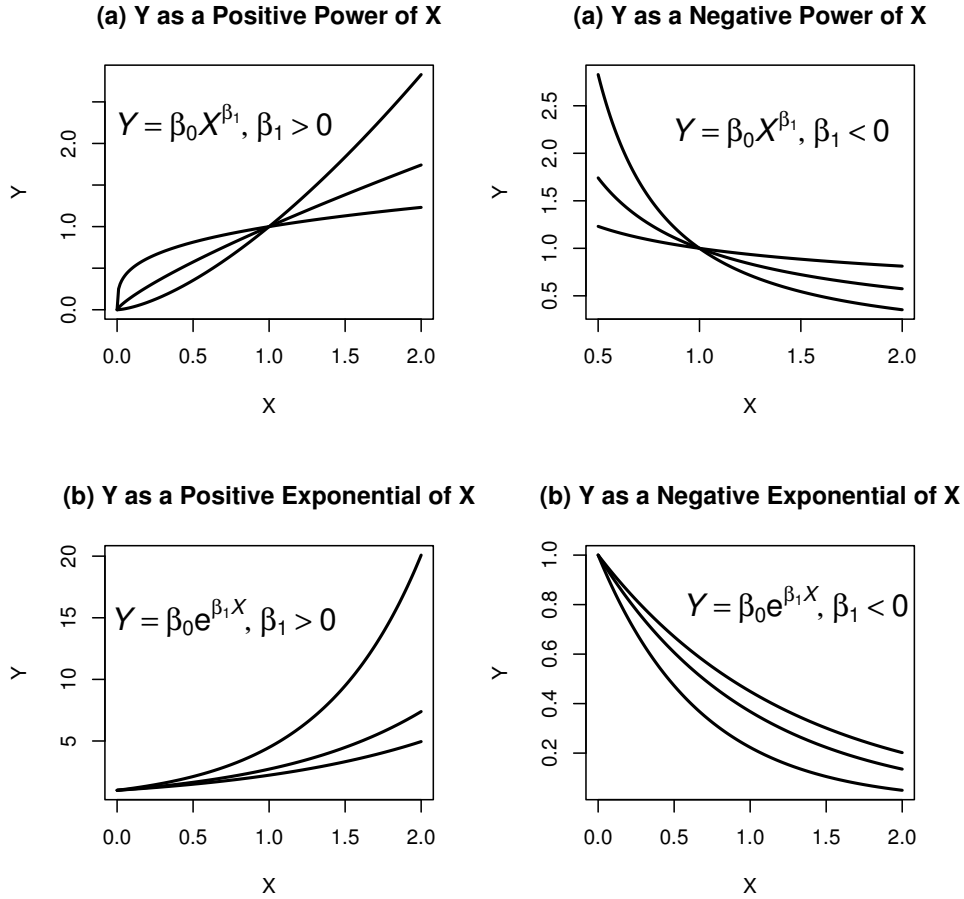 (a) Y as a Positive Power of X
Y = β₀X^β₁, β₁ > 0
Y
0.0 1.0 2.0
0.0 0.5 1.0 1.5 2.0
X
(a) Y as a Negative Power of X
Y = β₀X^β₁, β₁ < 0
Y
0.5 1.0 1.5 2.0 2.5
0.5 1.0 1.5 2.0
X
(b) Y as a Positive Exponential of X
Y = β₀e^β₁X, β₁ > 0
Y
5 10 15 20
0.0 0.5 1.0 1.5 2.0
X
(b) Y as a Negative Exponential of X
Y = β₀e^β₁X, β₁ < 0
Y
0.2 0.4 0.6 0.8 1.0
0.0 0.5 1.0 1.5 2.0
X